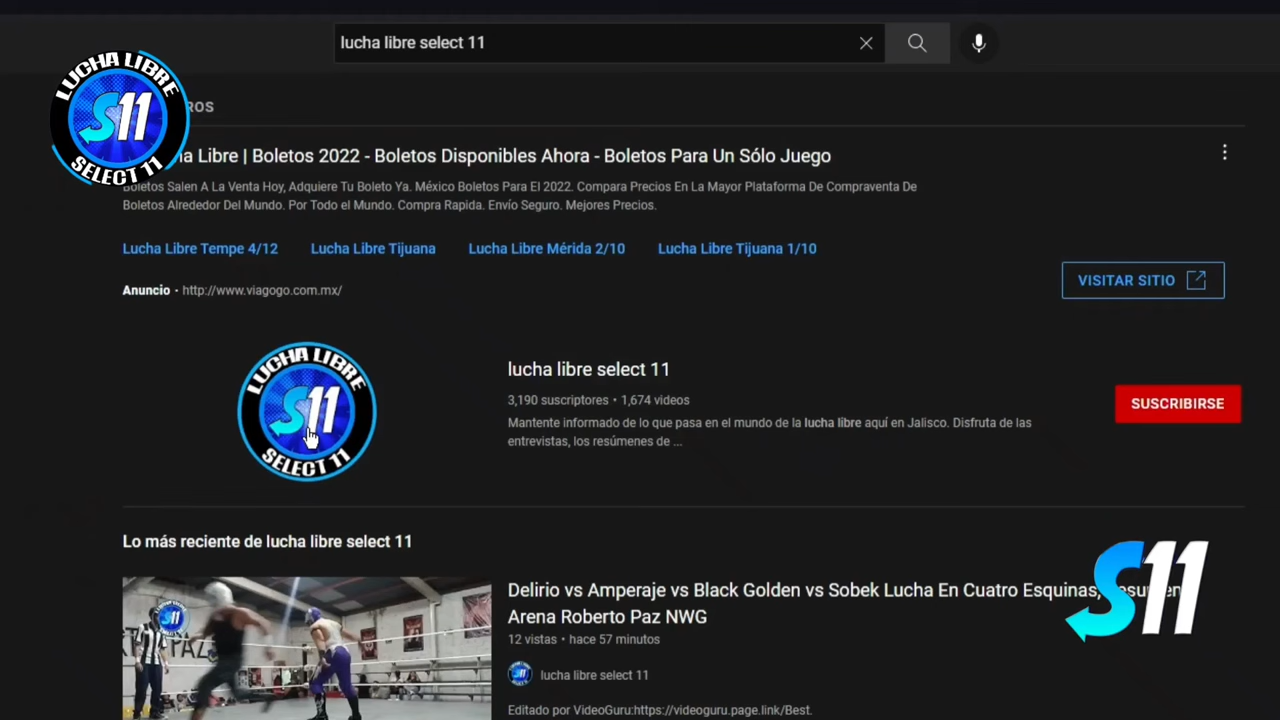 lucha libre select 11
LUCHA LIBRE
S11
SELECT 11
ROS
a Libre | Boletos 2022 - Boletos Disponibles Ahora - Boletos Para Un Sólo Juego
Boletos Salen A La Venta Hoy, Adquiere Tu Boleto Ya. México Boletos Para El 2022. Compara Precios En La Mayor Plataforma De Compraventa De
Boletos Alrededor Del Mundo. Por Todo el Mundo. Compra Rapida. Envío Seguro. Mejores Precios.
Lucha Libre Tempe 4/12 Lucha Libre Tijuana Lucha Libre Mérida 2/10 Lucha Libre Tijuana 1/10
VISITAR SITIO
Anuncio · http://www.viagogo.com.mx/
LUCHA LIBRE
S11
SELECT 11
lucha libre select 11
3,190 suscriptores • 1,674 videos
Mantente informado de lo que pasa en el mundo de la lucha libre aquí en Jalisco. Disfruta de las
entrevistas, los resúmenes de ...
SUSCRIBIRSE
Lo más reciente de lucha libre select 11
Delirio vs Amperaje vs Black Golden vs Sobek Lucha En Cuatro Esquinas,
Arena Roberto Paz NWG
12 vistas • hace 57 minutos
lucha libre select 11
Editado por VideoGuru:https://videoguru.page.link/Best.
S11